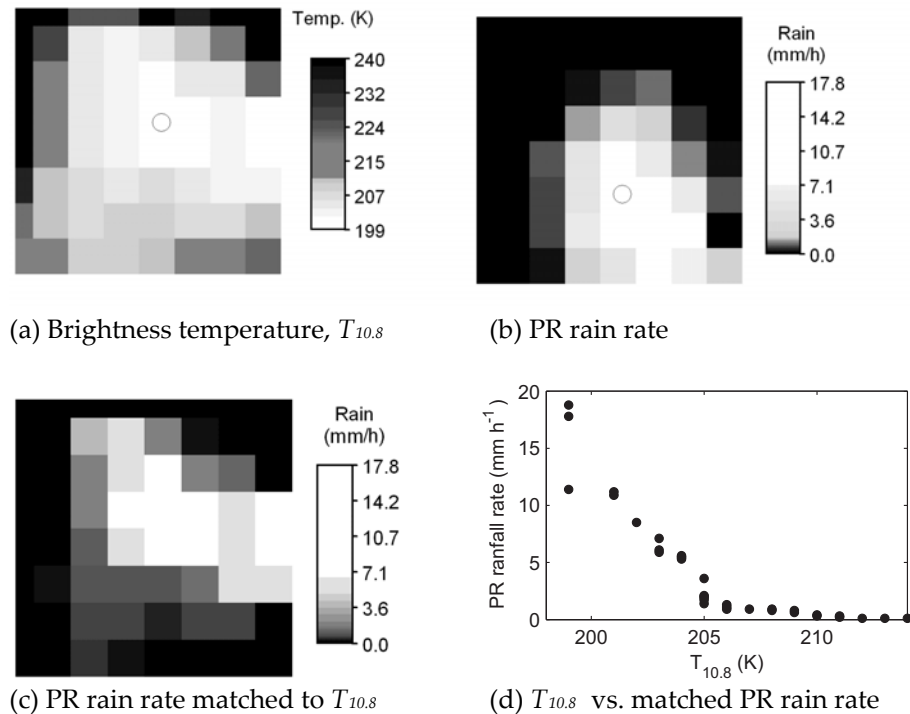 Temp. (K)
240
232
224
215
207
199
Rain
(mm/h)
17.8
14.2
10.7
7.1
3.6
0.0
(a) Brightness temperature, T10.8
(b) PR rain rate
Rain
(mm/h)
17.8
14.2
10.7
7.1
3.6
0.0
20
15
10
5
0
PR ranfall rate (mm h-1)
200
205
210
T10.8 (K)
(c) PR rain rate matched to T10.8
(d) T10.8 vs. matched PR rain rate